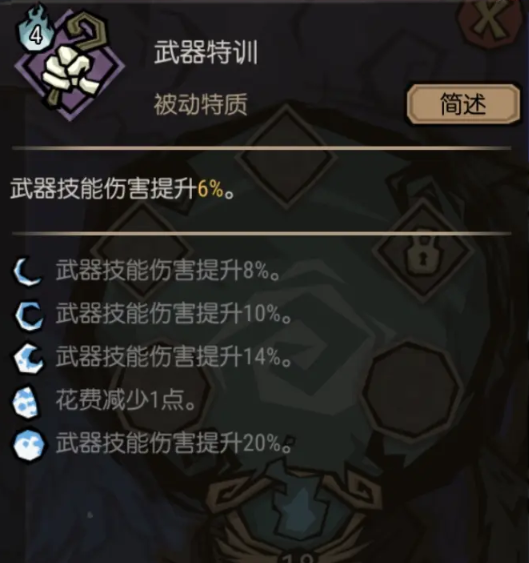 4
武器特训
被动特质
简述
武器技能伤害提升6%。
武器技能伤害提升8%。
武器技能伤害提升10%。
武器技能伤害提升14%。
花费减少1点。
武器技能伤害提升20%。